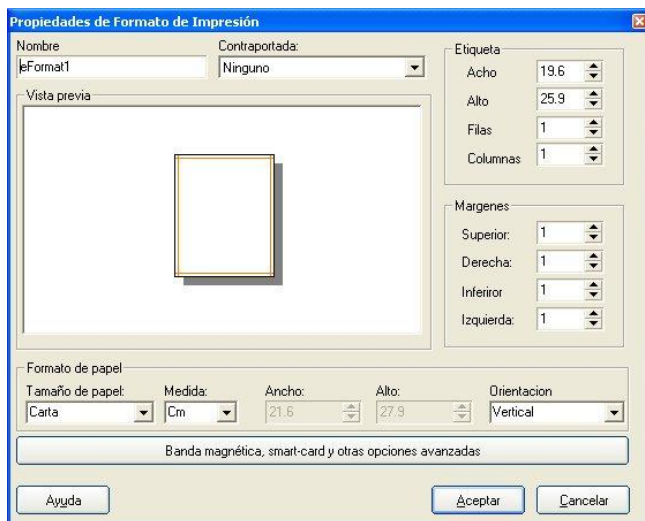 Propiedades de Formato de Impresión
Nombre
eFormat1
Contraportada:
Ninguno
Vista previa
Etiqueta
Acho 19.6
Alto 25.9
Filas 1
Columnas 1
Margenes
Superior: 1
Derecha: 1
Inferiror 1
Izquierda: 1
Formato de papel
Tamaño de papel: Medida: Ancho: Alto: Orientacion
Carta Cm 21.6 27.9 Vertical
Banda magnética, smart-card y otras opciones avanzadas
Ayuda Aceptar Cancelar